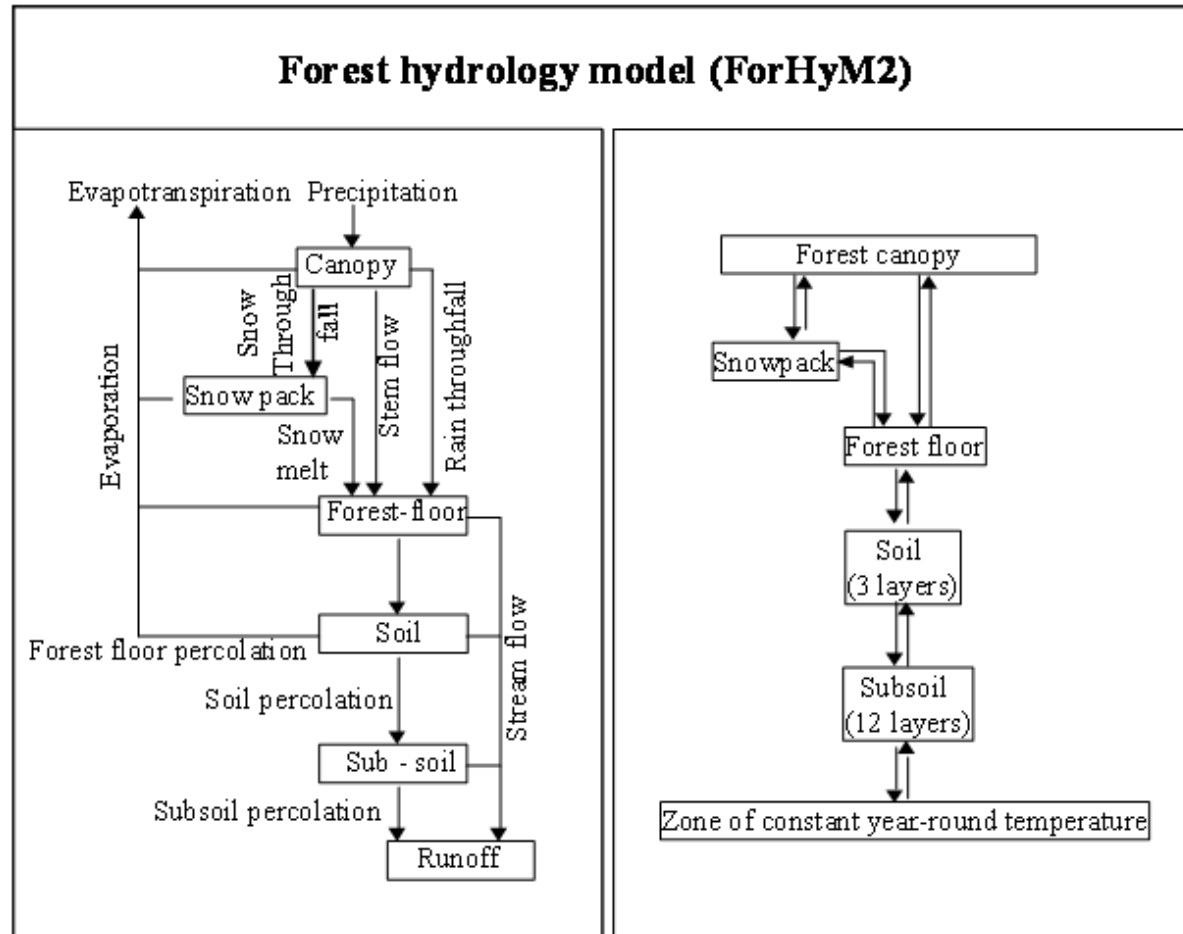 Forest hydrology model (ForHyM2)
Evapotranspiration
Precipitation
Canopy
Snow
Through
fall
Stem flow
Rain throughfall
Evaporation
Snow pack
Snow
melt
Forest-floor
Soil
Forest floor percolation
Soil percolation
Stream flow
Sub - soil
Subsoil percolation
Runoff
Forest canopy
Snowpack
Forest floor
Soil
(3 layers)
Subsoil
(12 layers)
Zone of constant year-round temperature